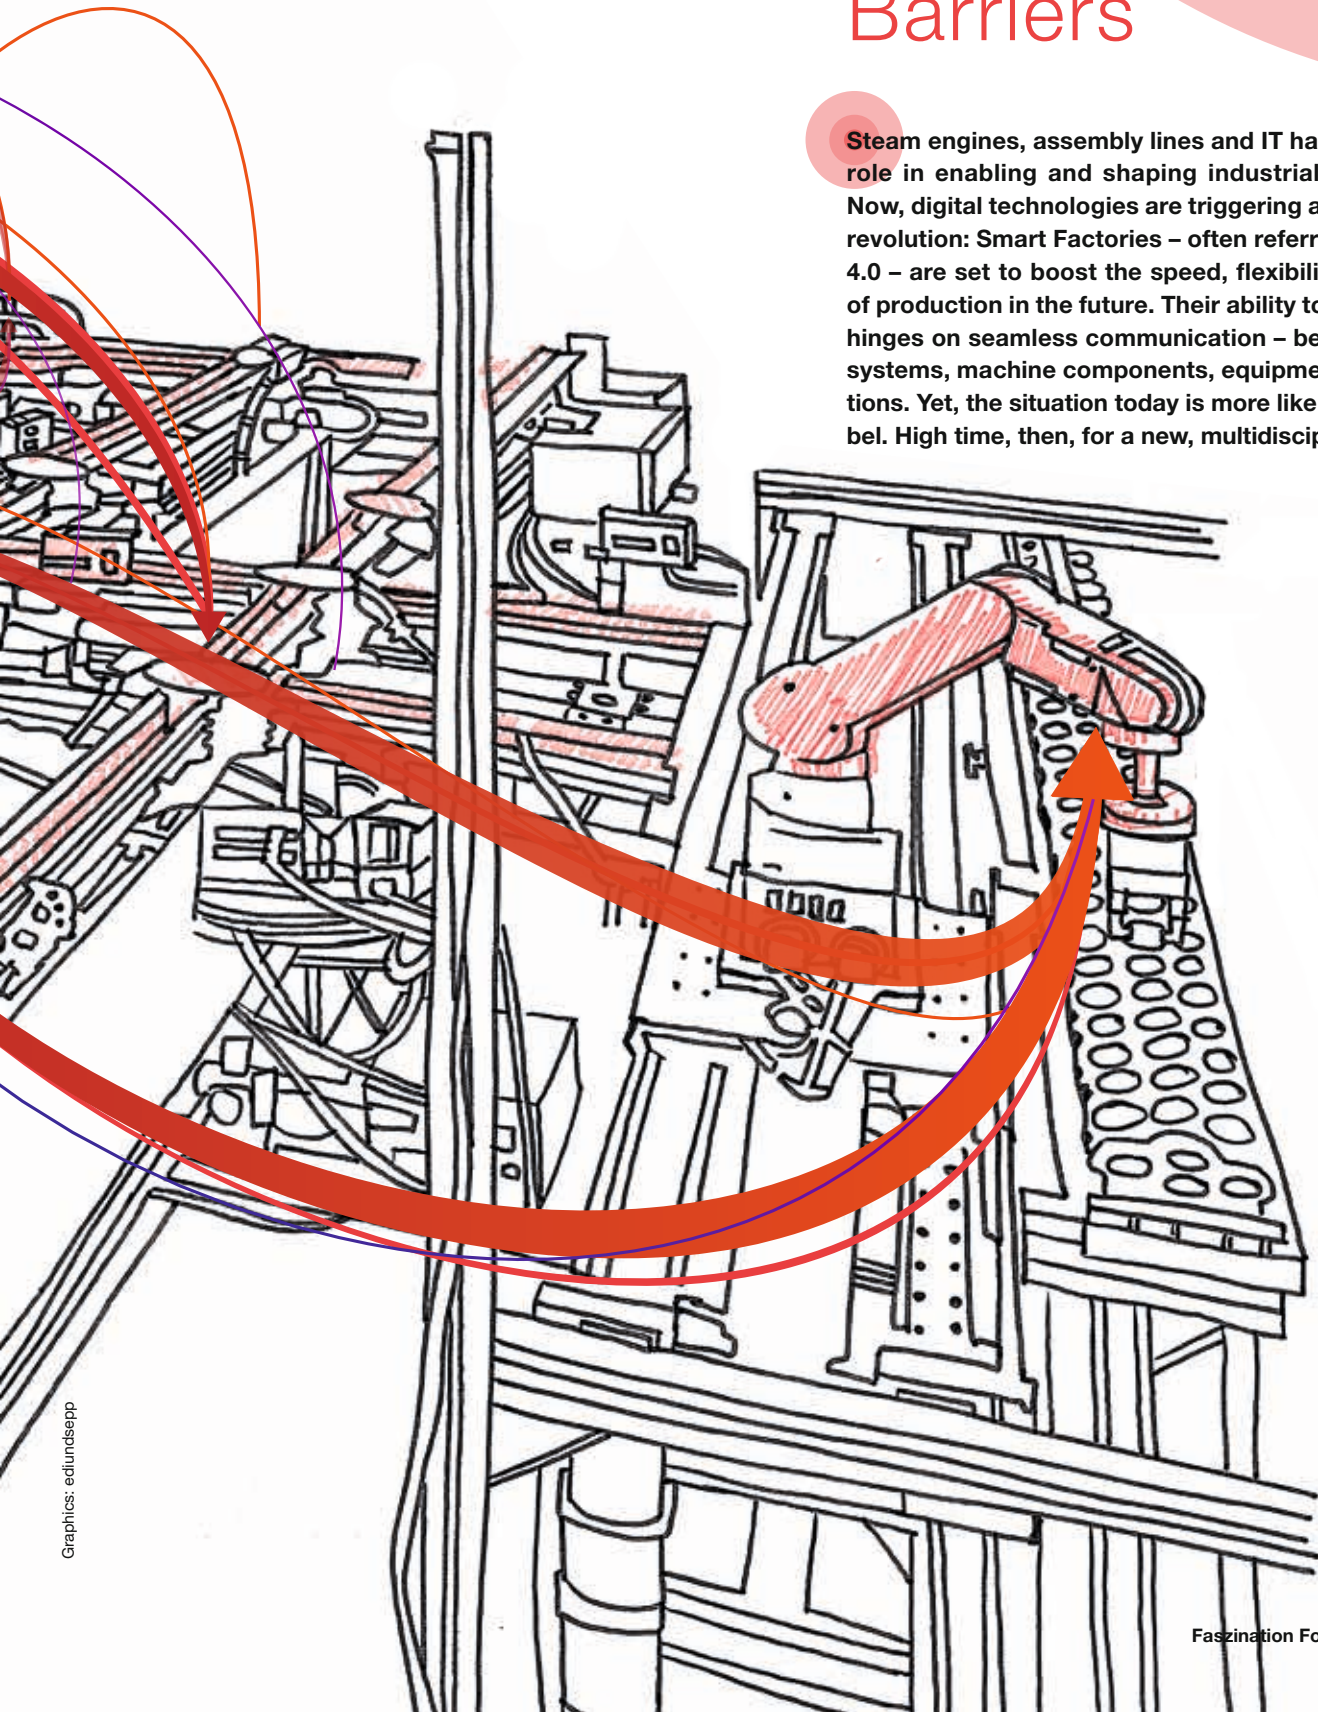 Barriers
Steam engines, assembly lines and IT ha
role in enabling and shaping industrial
Now, digital technologies are triggering a
revolution: Smart Factories – often referr
4.0 – are set to boost the speed, flexibili
of production in the future. Their ability to
hinges on seamless communication – be
systems, machine components, equipme
tions. Yet, the situation today is more like
bel. High time, then, for a new, multidiscip
Graphics: ediundsepp
Faszination Fo